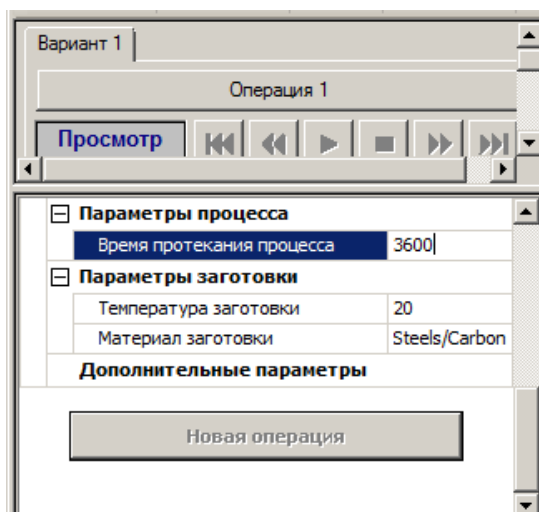 Вариант 1
Операция 1
Просмотр
Параметры процесса
Время протекания процесса 3600
Параметры заготовки
Температура заготовки 20
Материал заготовки Steels/Carbon
Дополнительные параметры
Новая операция